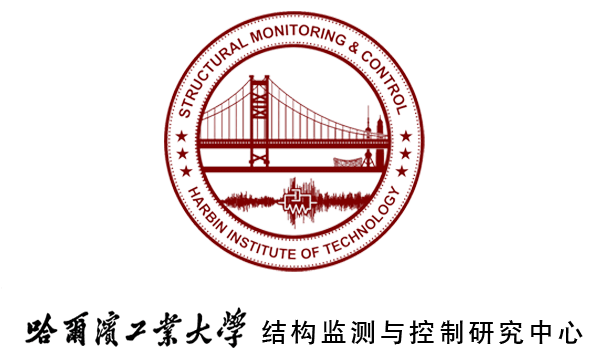 STRUCTURAL MONITORING & CONTROL
HARBIN INSTITUTE OF TECHNOLOGY
哈爾濱工業大學 结构监测与控制研究中心